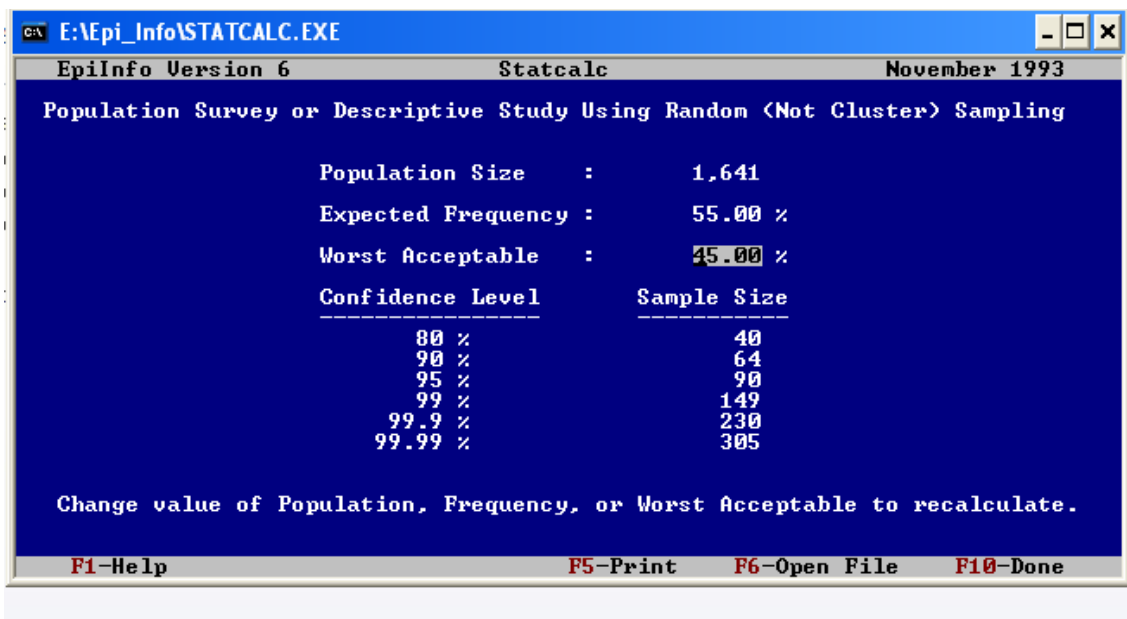 E:\Epi_Info\STATCALC.EXE
EpiInfo Version 6 Statcalc November 1993
Population Survey or Descriptive Study Using Random (Not Cluster) Sampling
Population Size : 1,641
Expected Frequency : 55.00 %
Worst Acceptable : 45.00 %
Confidence Level Sample Size
80 % 40
90 % 64
95 % 90
99 % 149
99.9 % 230
99.99 % 305
Change value of Population, Frequency, or Worst Acceptable to recalculate.
F1-Help F5-Print F6-Open File F10-Done